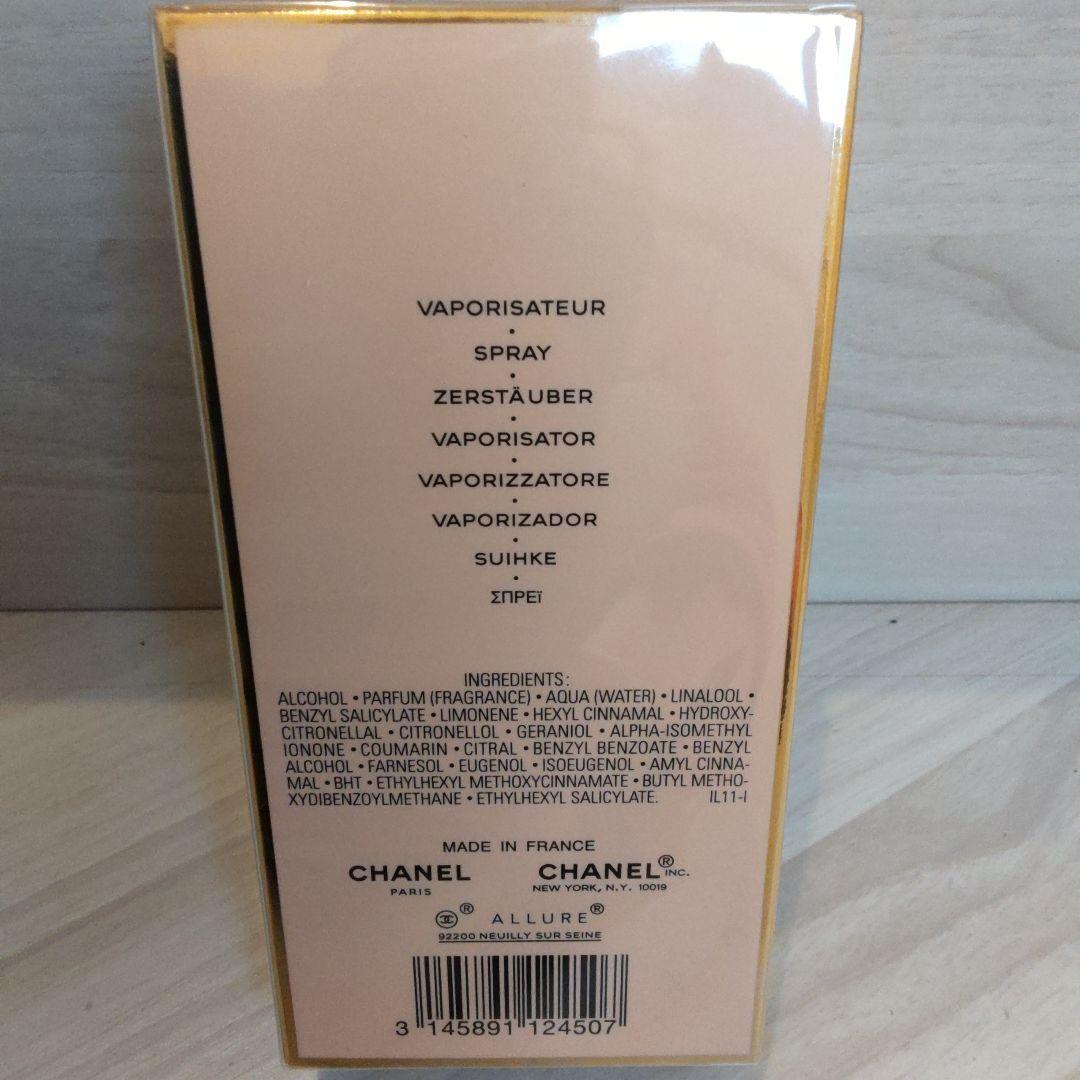 VAPORISATEUR
•
SPRAY
•
ZERSTÄUBER
•
VAPORISATOR
•
VAPORIZZATORE
•
VAPORIZADOR
•
SUIHKE
•
ΣΠΡΕϊ
INGREDIENTS:
ALCOHOL • PARFUM (FRAGRANCE) • AQUA (WATER) • LINALOOL •
BENZYL SALICYLATE • LIMONENE • HEXYL CINNAMAL • HYDROXY-
CITRONELLAL • CITRONELLOL • GERANIOL • ALPHA-ISOMETHYL
IONONE • COUMARIN • CITRAL • BENZYL BENZOATE • BENZYL
ALCOHOL • FARNESOL • EUGENOL • ISOEUGENOL • AMYL CINNA-
MAL • BHT • ETHYLHEXYL METHOXYCINNAMATE • BUTYL METHO-
XYDIBENZOYLMETHANE • ETHYLHEXYL SALICYLATE. IL11-I
MADE IN FRANCE
CHANEL CHANEL® INC.
PARIS NEW YORK, N.Y. 10019
® ALLURE®
92200 NEUILLY SUR SEINE
3 145891 124507